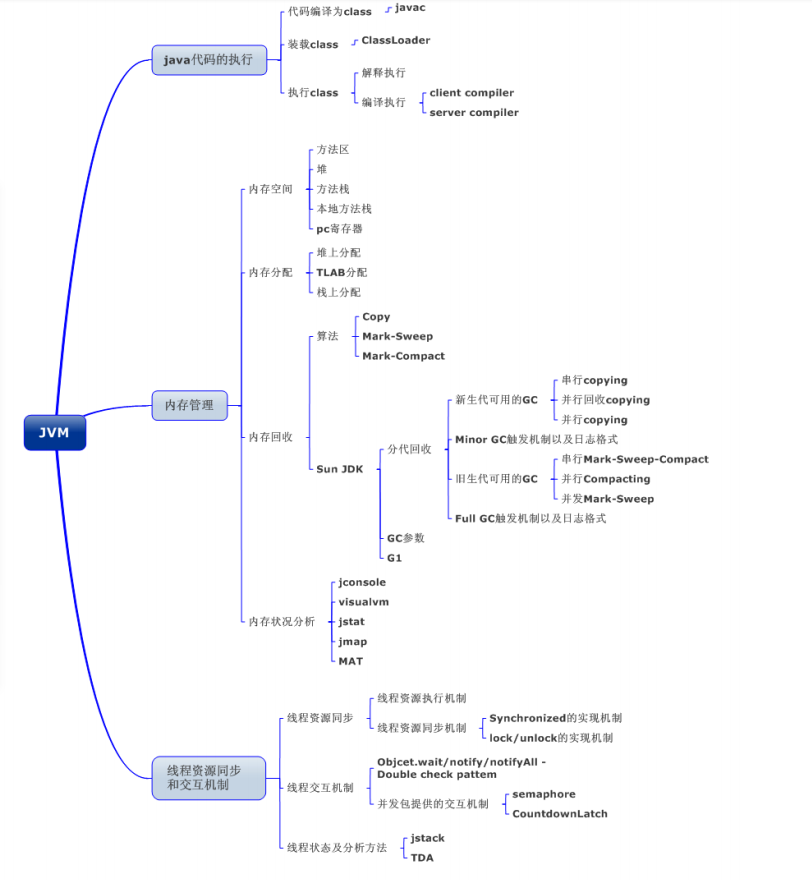 代码编译为class
javac
java代码的执行
装载class
ClassLoader
执行class
解释执行
编译执行
client compiler
server compiler
JVM
内存管理
内存空间
方法区
堆
方法栈
本地方法栈
pc寄存器
内存分配
堆上分配
TLAB分配
栈上分配
内存回收
算法
Copy
Mark-Sweep
Mark-Compact
Sun JDK
分代回收
新生代可用的GC
串行copying
并行回收copying
并行copying
Minor GC触发机制以及日志格式
旧生代可用的GC
串行Mark-Sweep-Compact
并行Compacting
并发Mark-Sweep
Full GC触发机制以及日志格式
GC参数
G1
内存状况分析
jconsole
visualvm
jstat
jmap
MAT
线程资源同步
和交互机制
线程资源同步
线程资源执行机制
线程资源同步机制
Synchronized的实现机制
lock/unlock的实现机制
线程交互机制
Objcet.wait/notify/notifyAll -
Double check pattem
并发包提供的交互机制
semaphore
CountdownLatch
线程状态及分析方法
jstack
TDA